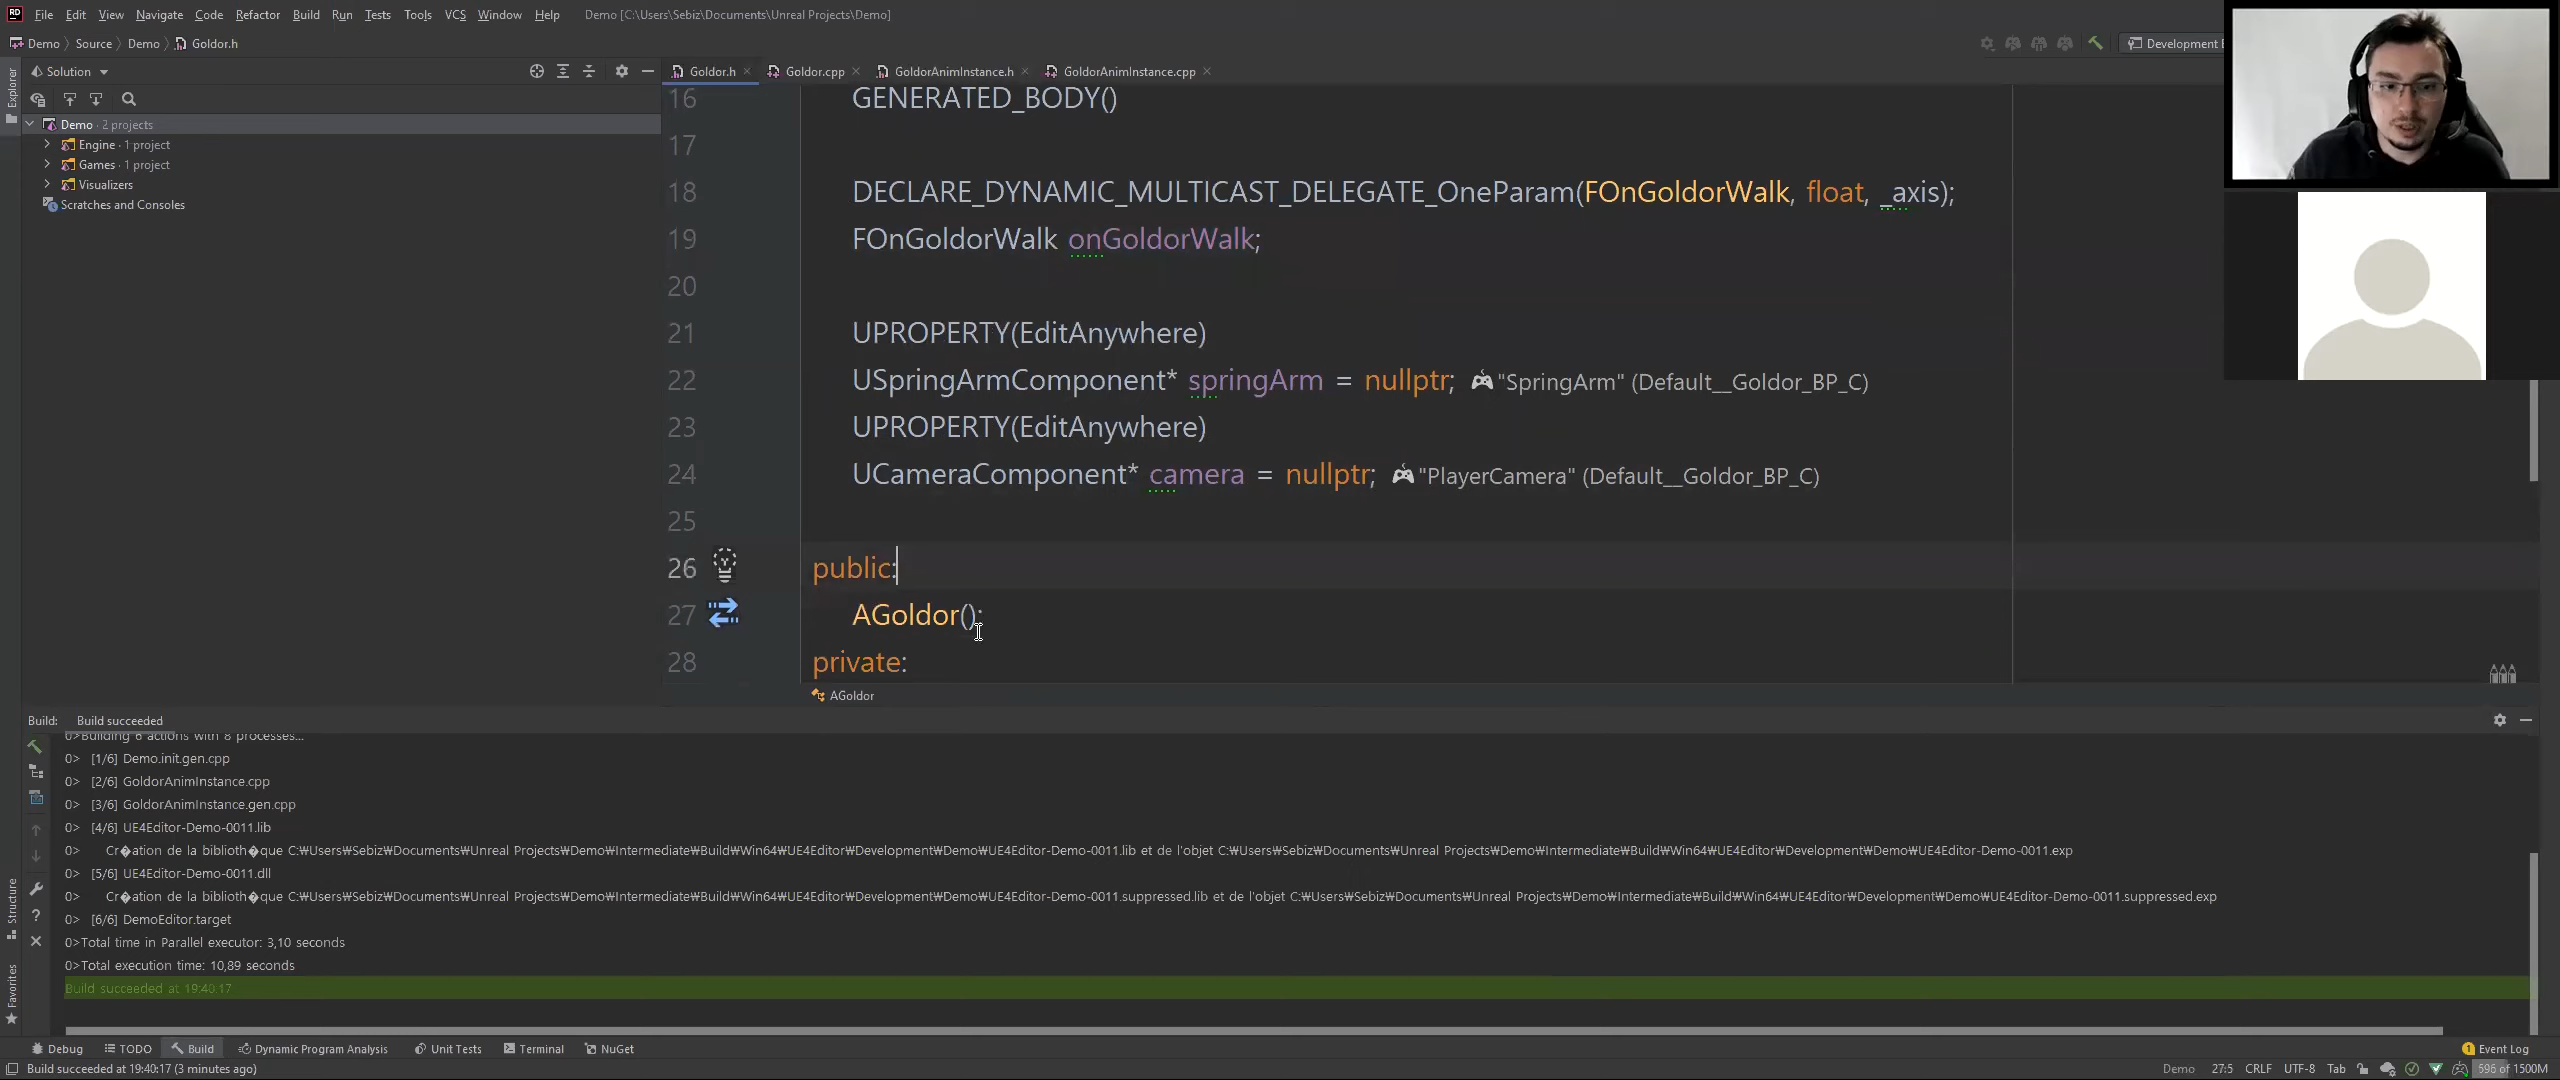 File Edit View Navigate Code Refactor Build Run Tests Tools VCS Window Help Demo [C:\Users\Sebiz\Documents\Unreal Projects\Demo]
Demo Source Demo Goldor.h
Development
Solution
Goldor.h Goldor.cpp GoldorAnimInstance.h GoldorAnimInstance.cpp
Explorer
Demo · 2 projects
Engine · 1 project
Games · 1 project
Visualizers
Scratches and Consoles
16 GENERATED_BODY()
17
18 DECLARE_DYNAMIC_MULTICAST_DELEGATE_OneParam(FOnGoldorWalk, float, _axis);
19 FOnGoldorWalk onGoldorWalk;
20
21 UPROPERTY(EditAnywhere)
22 USpringArmComponent* springArm = nullptr; "SpringArm" (Default__Goldor_BP_C)
23 UPROPERTY(EditAnywhere)
24 UCameraComponent* camera = nullptr; "PlayerCamera" (Default__Goldor_BP_C)
25
26 public:
27 AGoldor();
28 private:
AGoldor
Build: Build succeeded
0>Building 6 actions with 8 processes...
0> [1/6] Demo.init.gen.cpp
0> [2/6] GoldorAnimInstance.cpp
0> [3/6] GoldorAnimInstance.gen.cpp
0> [4/6] UE4Editor-Demo-0011.lib
0> Cr�ation de la biblioth�que C:₩Users₩Sebiz₩Documents₩Unreal Projects₩Demo₩Intermediate₩Build₩Win64₩UE4Editor₩Development₩Demo₩UE4Editor-Demo-0011.lib et de l'objet C:₩Users₩Sebiz₩Documents₩Unreal Projects₩Demo₩Intermediate₩Build₩Win64₩UE4Editor₩Development₩Demo₩UE4Editor-Demo-0011.exp
0> [5/6] UE4Editor-Demo-0011.dll
0> Cr�ation de la biblioth�que C:₩Users₩Sebiz₩Documents₩Unreal Projects₩Demo₩Intermediate₩Build₩Win64₩UE4Editor₩Development₩Demo₩UE4Editor-Demo-0011.suppressed.lib et de l'objet C:₩Users₩Sebiz₩Documents₩Unreal Projects₩Demo₩Intermediate₩Build₩Win64₩UE4Editor₩Development₩Demo₩UE4Editor-Demo-0011.suppressed.exp
0> [6/6] DemoEditor.target
0>Total time in Parallel executor: 3,10 seconds
0>Total execution time: 10,89 seconds
Build succeeded at 19:40:17
Structure
Favorites
Debug TODO Build Dynamic Program Analysis Unit Tests Terminal NuGet 1 Event Log
Build succeeded at 19:40:17 (3 minutes ago) Demo 27:5 CRLF UTF-8 Tab 596 of 1500M